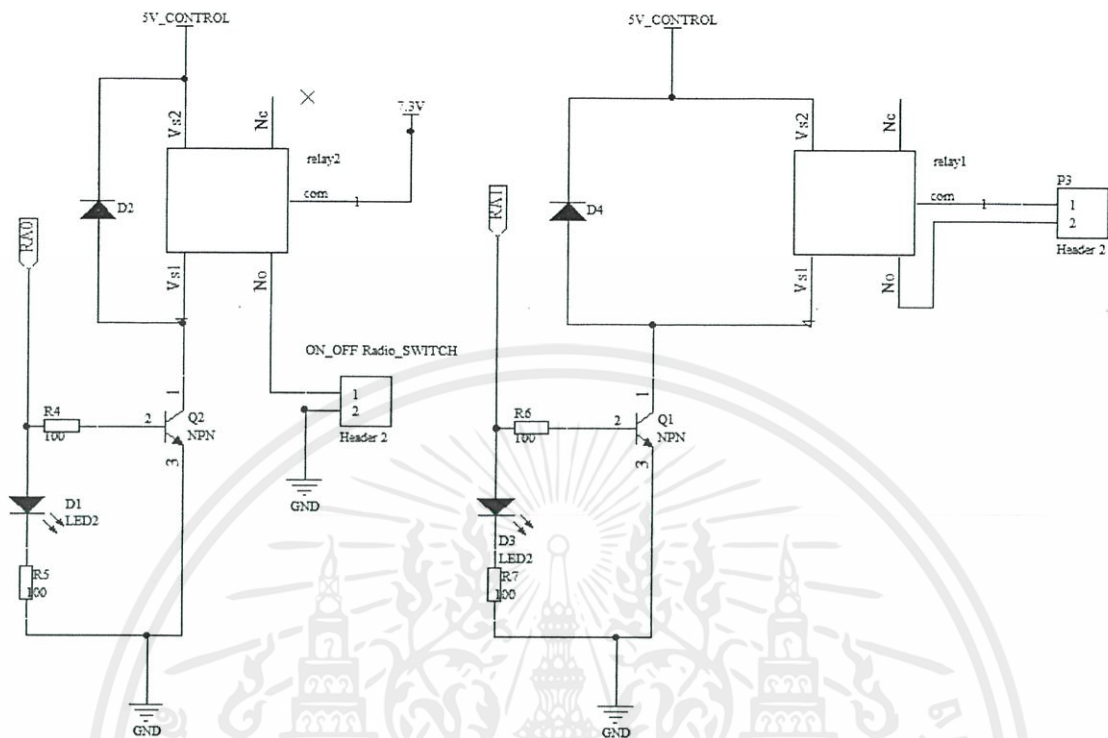 5V_CONTROL
Vs2
Nc
7.3V
relay2
com
1
D2
RA0
Vs1
No
ON_OFF Radio_SWITCH
1
2
Header 2
GND
R4
100
2
1
Q2
NPN
3
D1
LED2
R5
100
GND
5V_CONTROL
Vs2
Nc
relay1
com
1
P3
1
2
Header 2
D4
RA1
Vs1
No
R6
100
2
1
Q1
NPN
3
D3
LED2
R7
100
GND